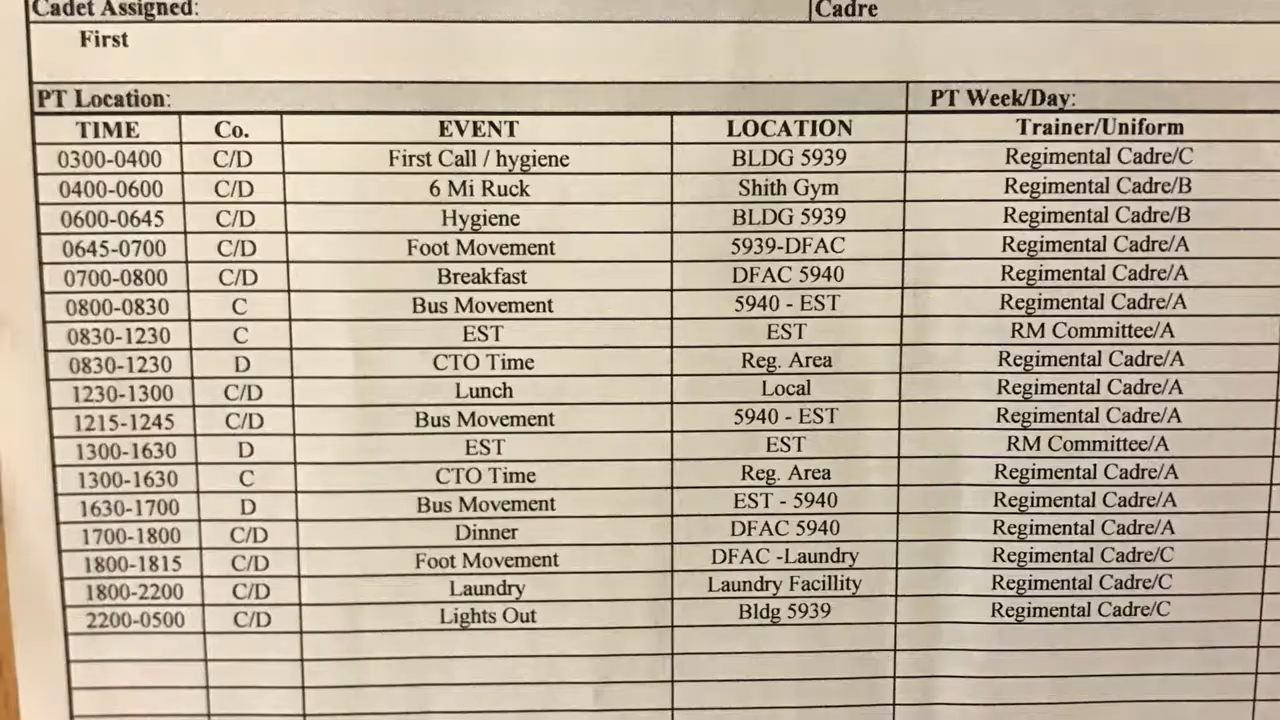 Cadet Assigned: Cadre
First
PT Location: PT Week/Day:
TIME Co. EVENT LOCATION Trainer/Uniform
0300-0400 C/D First Call / hygiene BLDG 5939 Regimental Cadre/C
0400-0600 C/D 6 Mi Ruck Shith Gym Regimental Cadre/B
0600-0645 C/D Hygiene BLDG 5939 Regimental Cadre/B
0645-0700 C/D Foot Movement 5939-DFAC Regimental Cadre/A
0700-0800 C/D Breakfast DFAC 5940 Regimental Cadre/A
0800-0830 C Bus Movement 5940 - EST Regimental Cadre/A
0830-1230 C EST EST RM Committee/A
0830-1230 D CTO Time Reg. Area Regimental Cadre/A
1230-1300 C/D Lunch Local Regimental Cadre/A
1215-1245 C/D Bus Movement 5940 - EST Regimental Cadre/A
1300-1630 D EST EST RM Committee/A
1300-1630 C CTO Time Reg. Area Regimental Cadre/A
1630-1700 D Bus Movement EST - 5940 Regimental Cadre/A
1700-1800 C/D Dinner DFAC 5940 Regimental Cadre/A
1800-1815 C/D Foot Movement DFAC -Laundry Regimental Cadre/C
1800-2200 C/D Laundry Laundry Facillity Regimental Cadre/C
2200-0500 C/D Lights Out Bldg 5939 Regimental Cadre/C